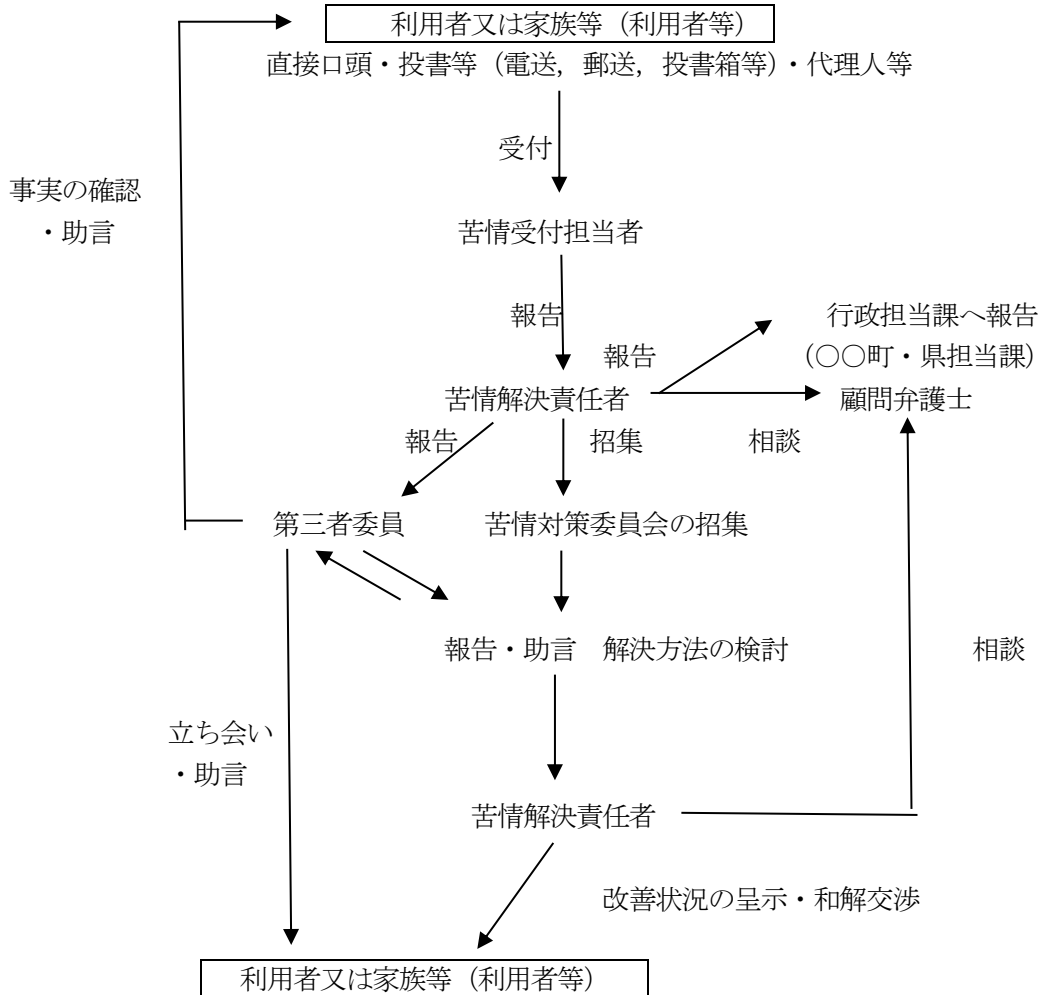 利用者又は家族等（利用者等）
直接口頭・投書等（電送，郵送，投書箱等）・代理人等
受付
事実の確認
・助言
苦情受付担当者
報告
行政担当課へ報告
報告
（〇〇町・県担当課）
苦情解決責任者
顧問弁護士
報告
招集
相談
第三者委員
苦情対策委員会の招集
報告・助言　解決方法の検討
相談
立ち会い
・助言
苦情解決責任者
改善状況の呈示・和解交渉
利用者又は家族等（利用者等）